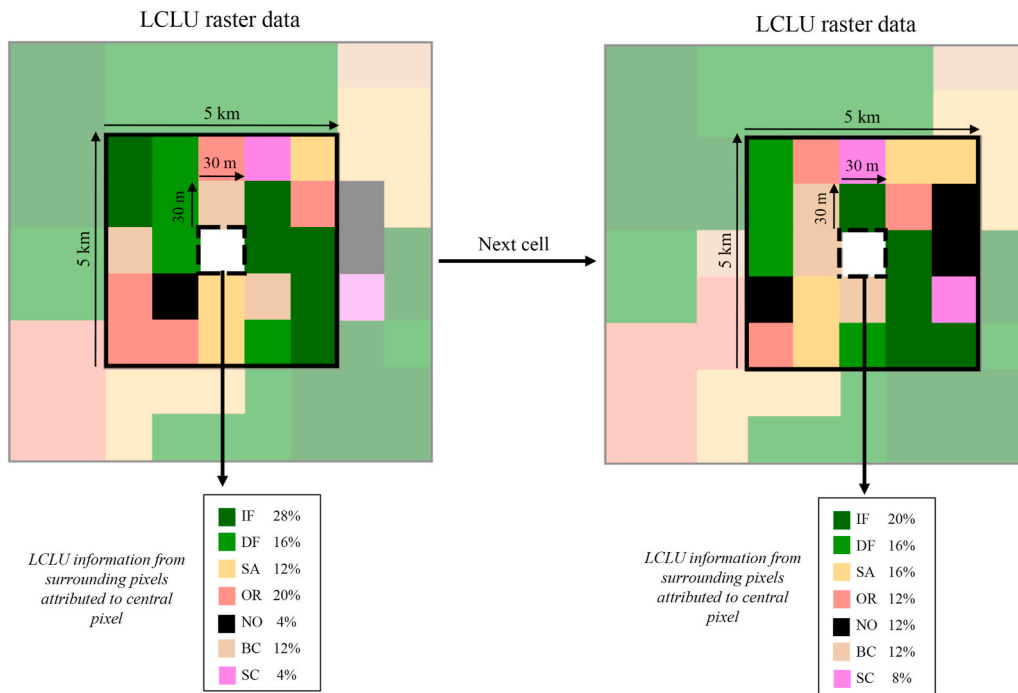 LCLU raster data
5 km
5 km
30 m
30 m
IF 28%
DF 16%
SA 12%
OR 20%
NO 4%
BC 12%
SC 4%
LCLU information from
surrounding pixels
attributed to central
pixel
Next cell
LCLU raster data
5 km
5 km
30 m
30 m
IF 20%
DF 16%
SA 16%
OR 12%
NO 12%
BC 12%
SC 8%
LCLU information from
surrounding pixels
attributed to central
pixel